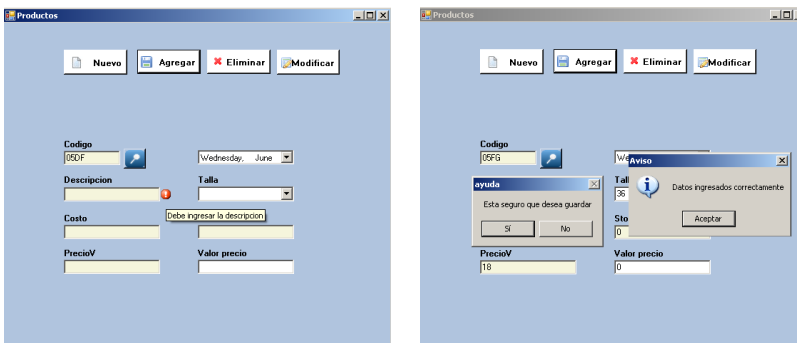 Productos
Nuevo Agregar Eliminar Modificar
Codigo
05DF Wednesday, June
Descripcion Talla
Debe ingresar la descripcion
Costo
PrecioV Valor precio
Productos
Nuevo Agregar Eliminar Modificar
Codigo
05FG We
Aviso
Datos ingresados correctamente
Aceptar
Tall
36
ayuda
Esta seguro que desea guardar
Sí No
Sto
0
PrecioV Valor precio
18 0